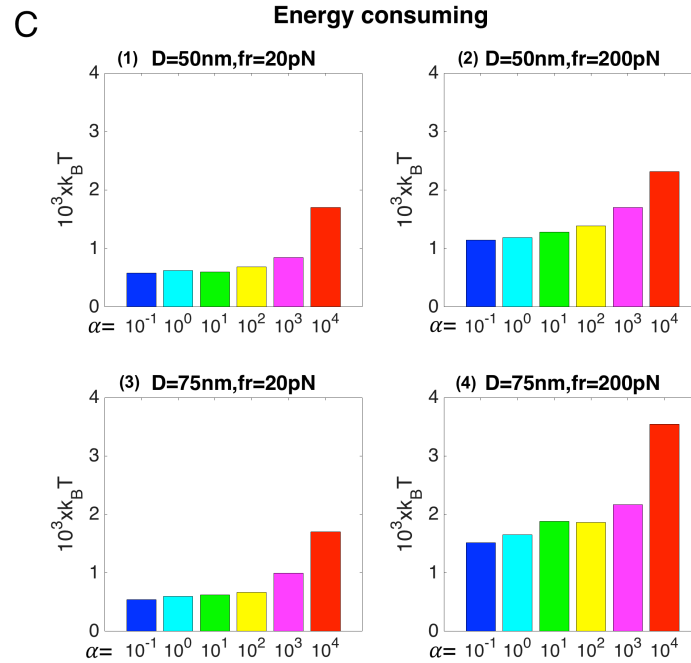 C
Energy consuming
(1) D=50nm,fr=20pN
4
3
2
1
0
10³xk_BT
α= 10⁻¹ 10⁰ 10¹ 10² 10³ 10⁴
(2) D=50nm,fr=200pN
4
3
2
1
0
10³xk_BT
α= 10⁻¹ 10⁰ 10¹ 10² 10³ 10⁴
(3) D=75nm,fr=20pN
4
3
2
1
0
10³xk_BT
α= 10⁻¹ 10⁰ 10¹ 10² 10³ 10⁴
(4) D=75nm,fr=200pN
4
3
2
1
0
10³xk_BT
α= 10⁻¹ 10⁰ 10¹ 10² 10³ 10⁴